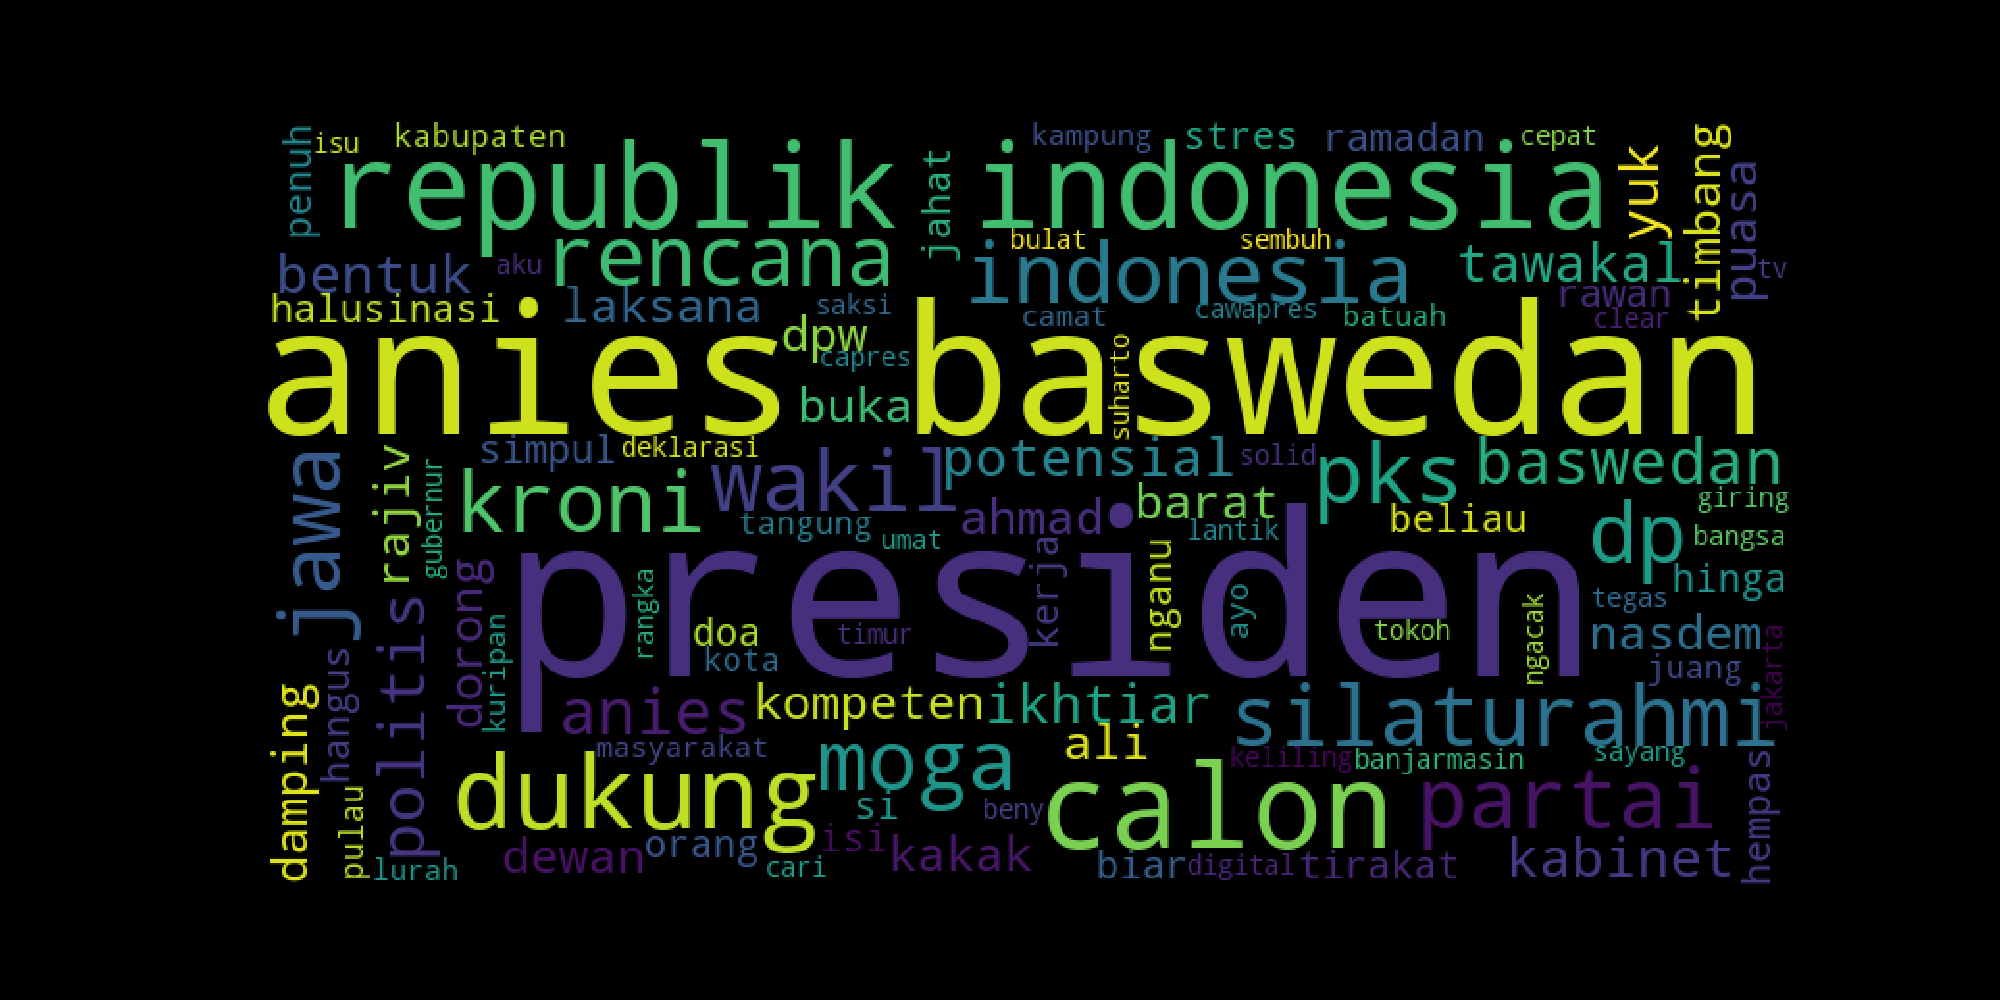 penuh
isu
kabupaten
republik indonesia
jahat
kampung
stres
ramadan
cepat
yuk
timbang
puasa
tv
bentuk
aku
rencana
bulat
sembuh
indonesia
tawakal
rawan
clear
halusinasi
laksana
saksi
camat
cawapres
batuah
dpw
capres
anies baswedan
buka
suharto
jawa
rajiv
gubernur
simpul
deklarasi
wakil
potensial
solid
pks
baswedan
giring
kroni
tangung
umat
ahmad
barat
lantik
beliau
dp
bangsa
hinga
politis
dorong
kuripan
presiden
rangka
doa
kota
timur
kerja
nganu
ayo
tokoh
ngacak
tegas
nasdem
juang
jakarta
damping
hangus
anies
kompeten
ikhtiar
silaturahmi
masyarakat
ali
keliling
banjarmasin
sayang
hempas
pulau
dukung
moga
si
beny
calon
partai
lurah
dewan
orang
isi
cari
kakak
biar
digital
tirakat
kabinet